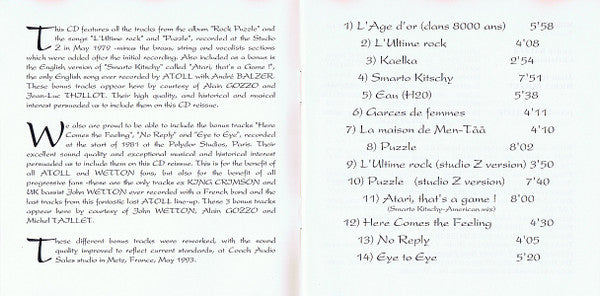 This CD features all the tracks from the album "Rock Puzzle" and
the songs "L'Ultime rock" and "Puzzle", recorded at the Studio
Z in May 1979 -minus the brass, string and vocalists sections
which were added after the initial recording. Also included as a bonus is
the English version of "Smarto Kitschy" called "Atari, that's a Game !",
the only English song ever recorded by ATOLL with André BALZER.
These bonus tracks appear here by courtesy of Alain GOZZO and
Jean-Luc THILLOT. Their high quality, and historical and musical
interest persuaded us to include them on this CD reissue.
We also are proud to be able to include the bonus tracks "Here
Comes the Feeling", "No Reply" and "Eye to Eye", recorded
at the start of 1981 at the Polydor Studios, Paris. Their
excellent sound quality and exceptional musical and historical interest
persuaded us to include them on this CD. This is for the benefit of
all ATOLL and WETTON fans, but also for the benefit of all
progressive fans -these are the only tracks ex KING CRIMSON and
UK bassist John WETTON ever recorded with a French band and the
last tracks from this fantastic last ATOLL line-up. These 3 bonus tracks
appear here by courtesy of John WETTON, Alain GOZZO and
Michel TAILLET.
These different bonus tracks were reworked, with the sound
quality improved to reflect current standards, at Coach Audio
Sales studio in Metz, France, May 1993.
1) L'Age d'or (clans 8000 ans) 5'58
2) L'Ultime rock 4'08
3) Kaelka 2'54
4) Smarto Kitschy 7'51
5) Eau (H2O) 5'38
6) Garces de femmes 4'11
7) La maison de Men-Tää 4'10
8) Puzzle 8'02
9) L'Ultime rock (studio Z version) 3'50
10) Puzzle (studio Z version) 7'40
11) Atari, that's a game ! 8'00
(Smarto Kitschy-American mix)
12) Here Comes the Feeling 4'30
13) No Reply 4'05
14) Eye to Eye 5'20